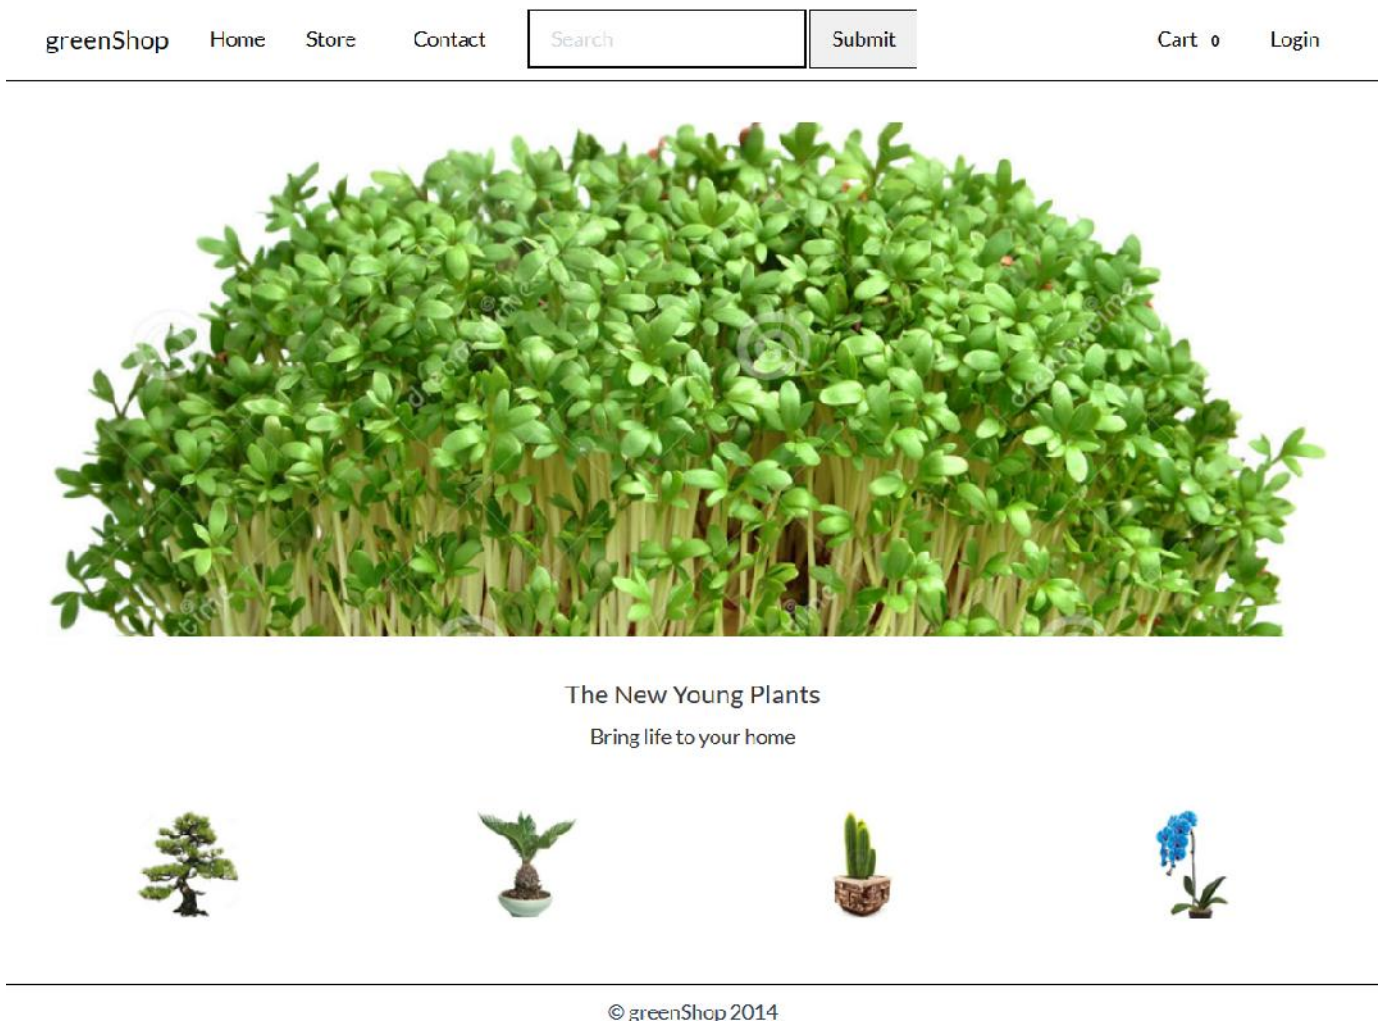 greenShop Home Store Contact Search Submit Cart 0 Login
The New Young Plants
Bring life to your home
© greenShop 2014